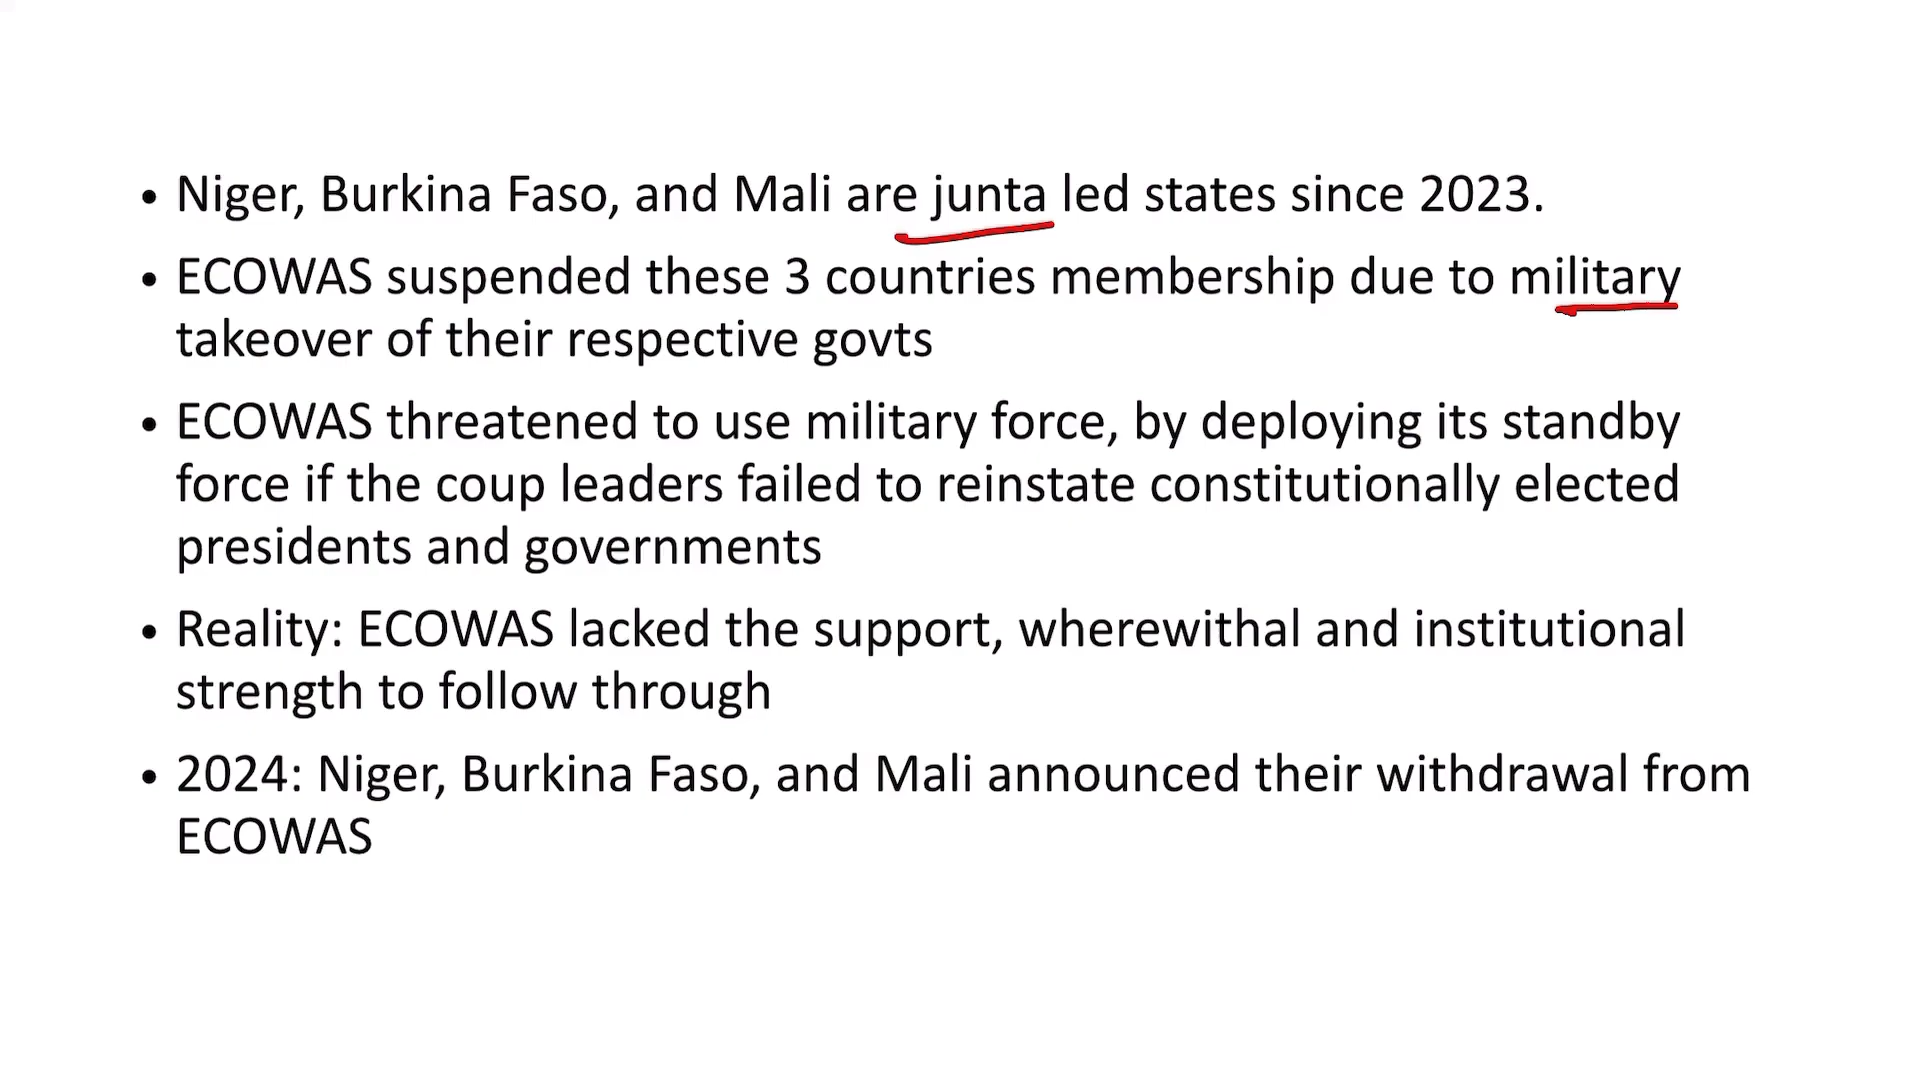 • Niger, Burkina Faso, and Mali are junta led states since 2023.
• ECOWAS suspended these 3 countries membership due to military
takeover of their respective govts
• ECOWAS threatened to use military force, by deploying its standby
force if the coup leaders failed to reinstate constitutionally elected
presidents and governments
• Reality: ECOWAS lacked the support, wherewithal and institutional
strength to follow through
• 2024: Niger, Burkina Faso, and Mali announced their withdrawal from
ECOWAS